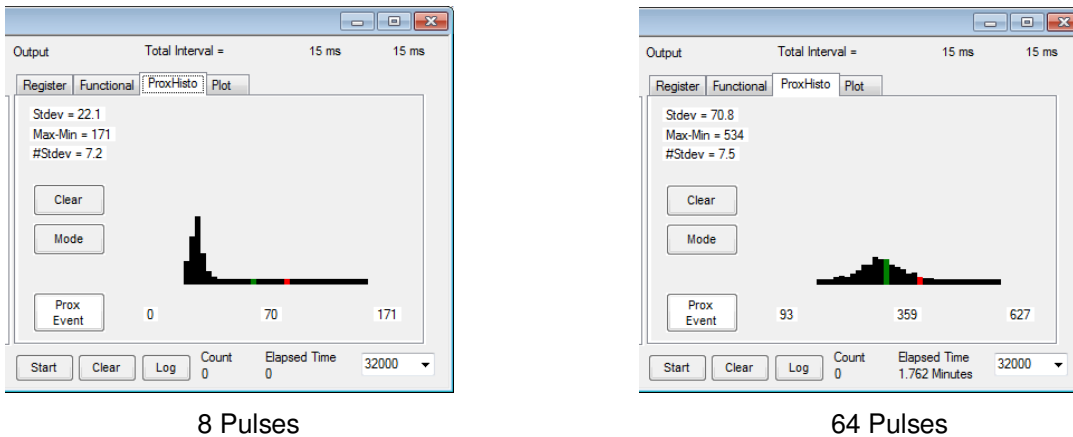 Output Total Interval = 15 ms 15 ms
Register Functional ProxHisto Plot
Stdev = 22.1
Max-Min = 171
#Stdev = 7.2
Clear
Mode
Prox
Event
0 70 171
Start Clear Log Count 0 Elapsed Time 0 32000
8 Pulses
Output Total Interval = 15 ms 15 ms
Register Functional ProxHisto Plot
Stdev = 70.8
Max-Min = 534
#Stdev = 7.5
Clear
Mode
Prox
Event
93 359 627
Start Clear Log Count 0 Elapsed Time 1.762 Minutes 32000
64 Pulses